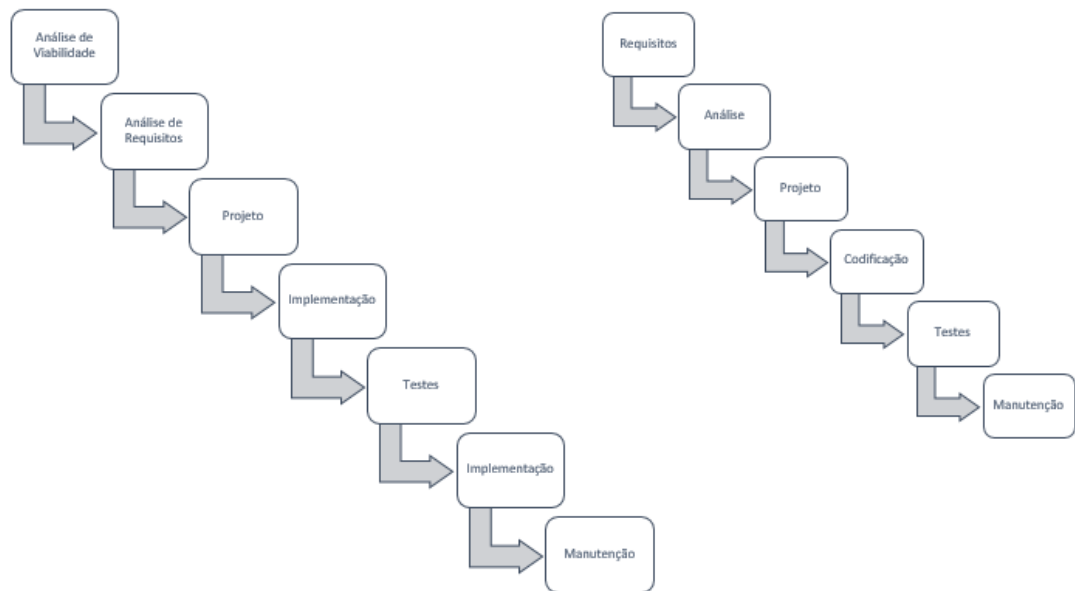 Análise de
Viabilidade
Análise de
Requisitos
Projeto
Implementação
Testes
Implementação
Manutenção
Requisitos
Análise
Projeto
Codificação
Testes
Manutenção